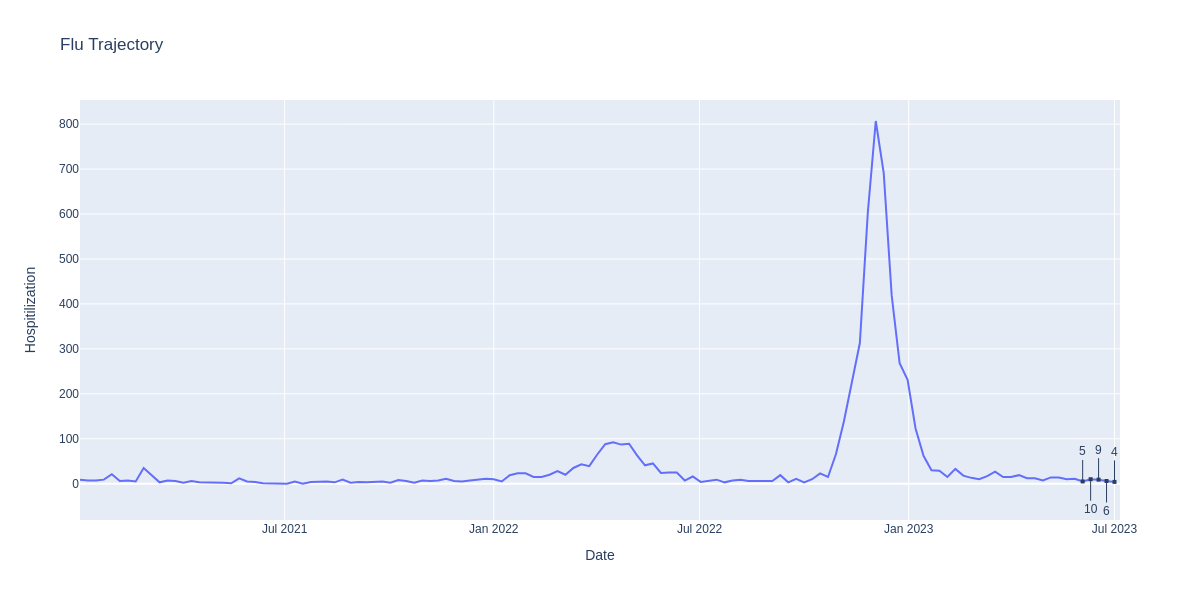 Flu Trajectory
800
700
600
500
400
300
200
100
0
Hospitilization
5
9
4
10
6
Jul 2021
Jan 2022
Jul 2022
Jan 2023
Jul 2023
Date